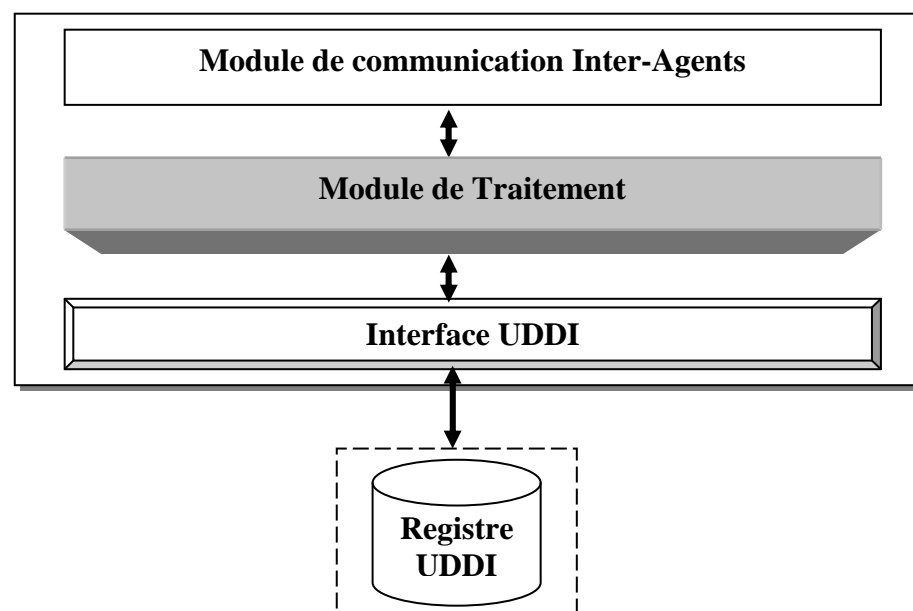 Module de communication Inter-Agents
Module de Traitement
Interface UDDI
Registre
UDDI